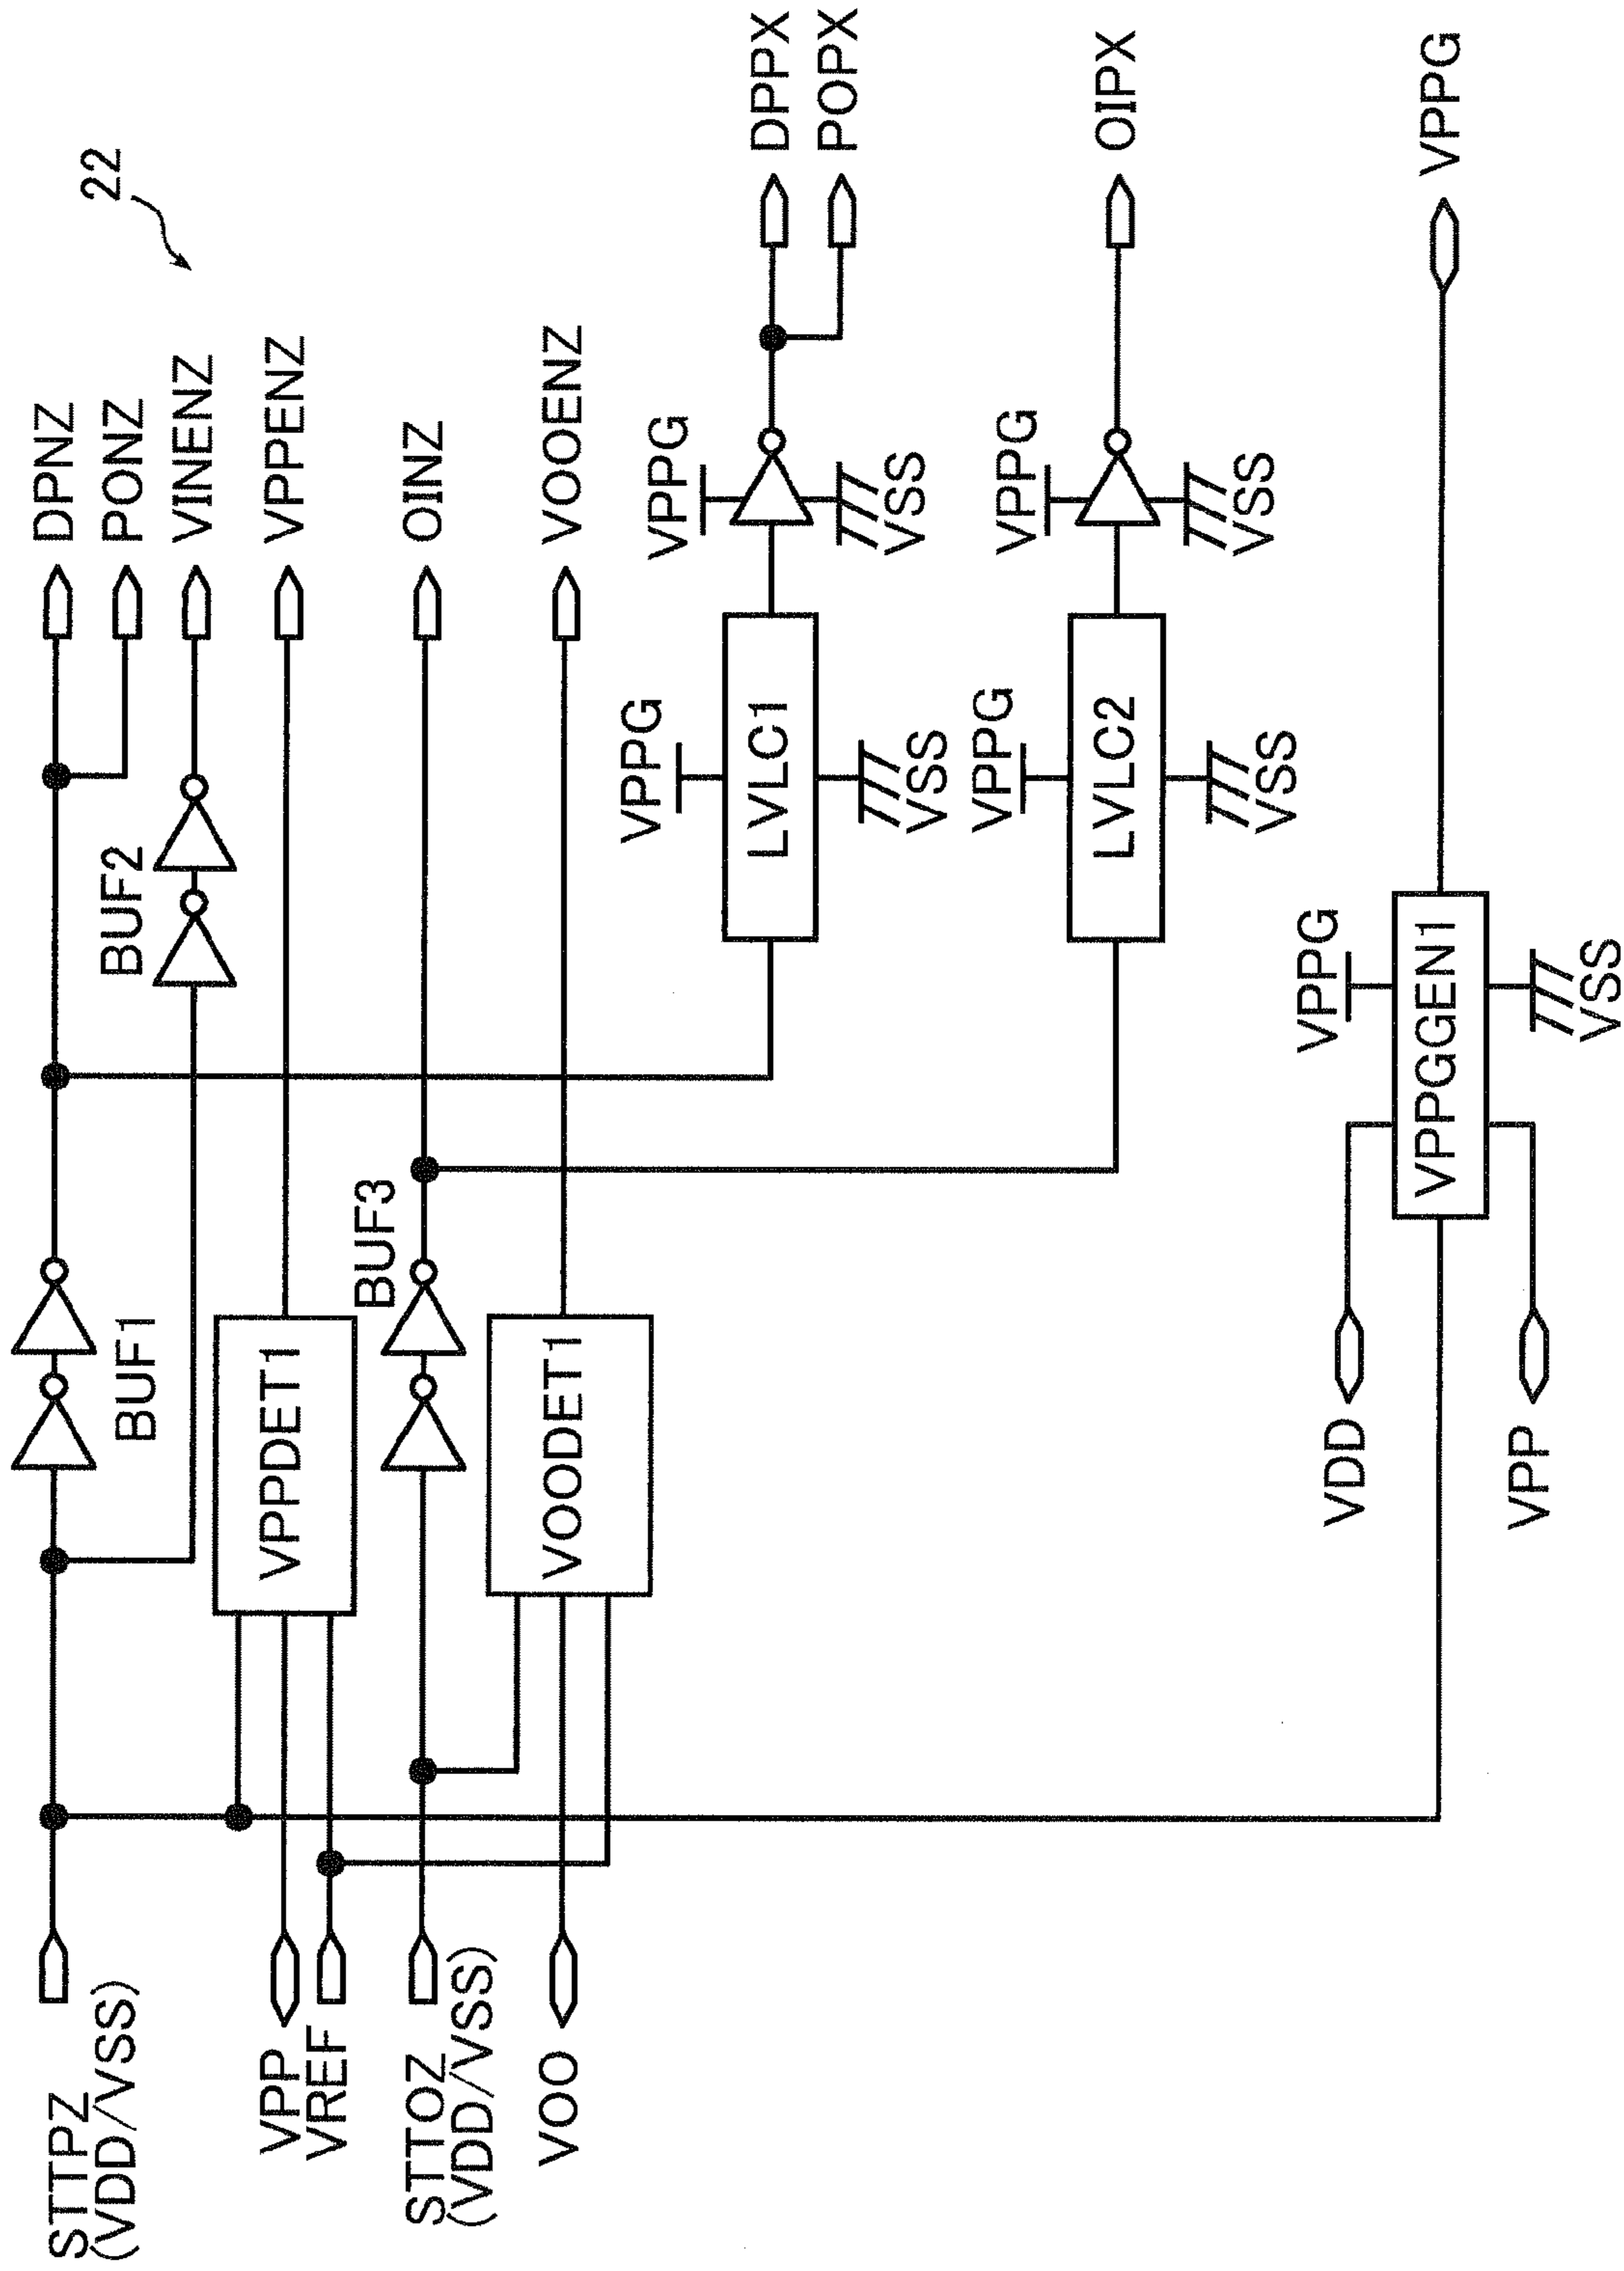 22
STTPZ
(VDD/VSS)
BUF1
DPNZ
PONZ
BUF2
VINENZ
VPP
VREF
VPPDET1
VPPENZ
STTOZ
(VDD/VSS)
BUF3
OINZ
VOO
VOODET1
VOOENZ
VPPG
LVLC1
VSS
VPPG
VSS
DPPX
POPX
VPPG
LVLC2
VSS
VPPG
VSS
OIPX
VDD
VPP
VPPG
VPPGGEN1
VSS
VPPG